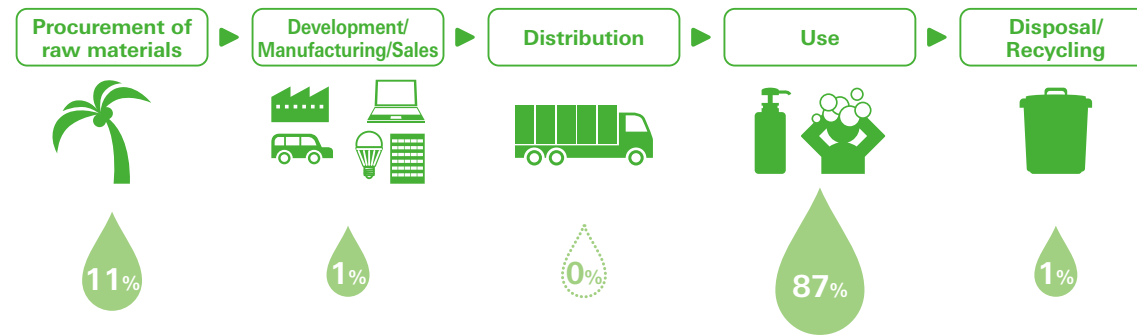 Procurement of
raw materials
Development/
Manufacturing/Sales
Distribution
Use
Disposal/
Recycling
11%
1%
0%
87%
1%